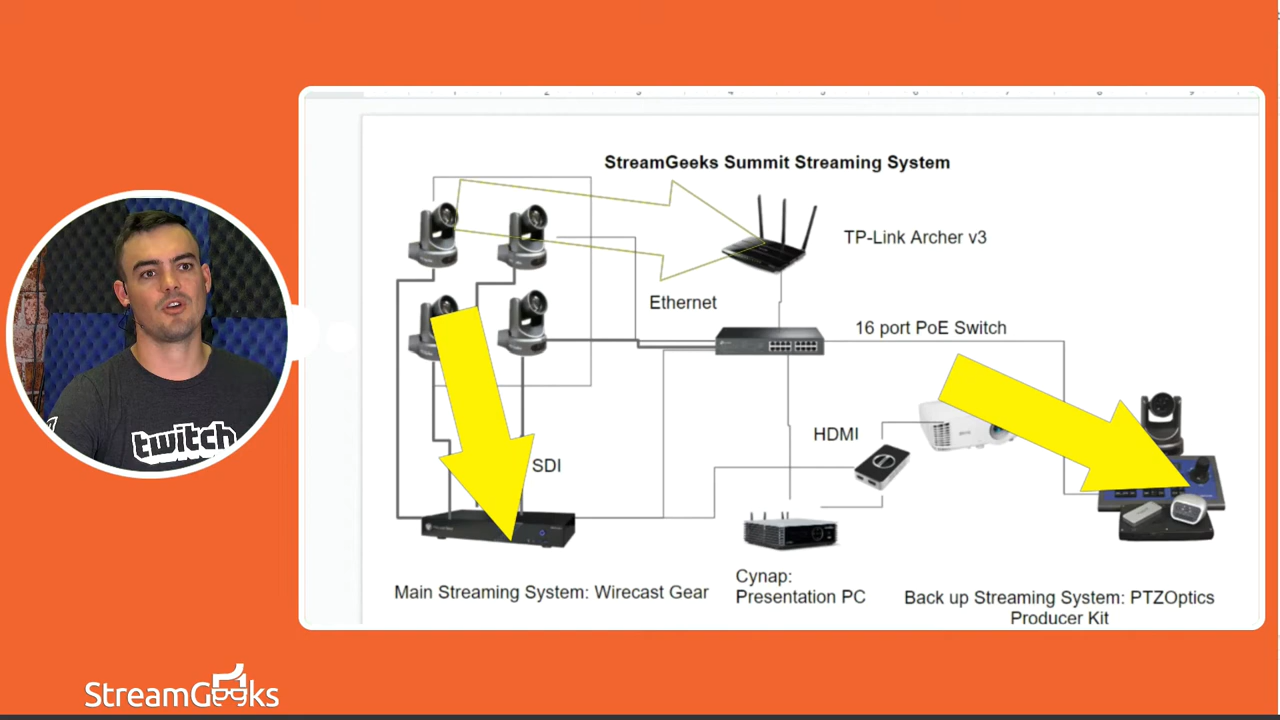 StreamGeeks Summit Streaming System
TP-Link Archer v3
Ethernet
16 port PoE Switch
HDMI
SDI
twitch
Main Streaming System: Wirecast Gear
Cynap:
Presentation PC
Back up Streaming System: PTZOptics
Producer Kit
StreamGeeks